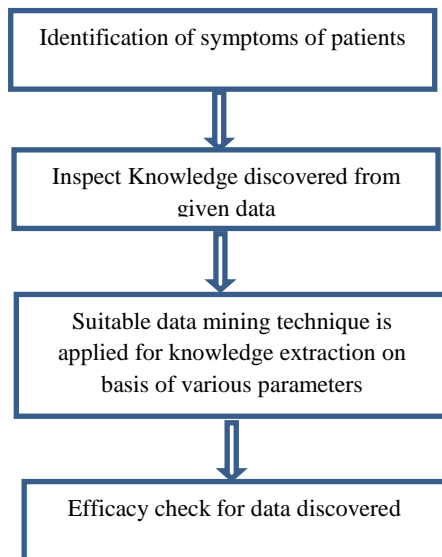 Identification of symptoms of patients
Inspect Knowledge discovered from
given data
Suitable data mining technique is
applied for knowledge extraction on
basis of various parameters
Efficacy check for data discovered